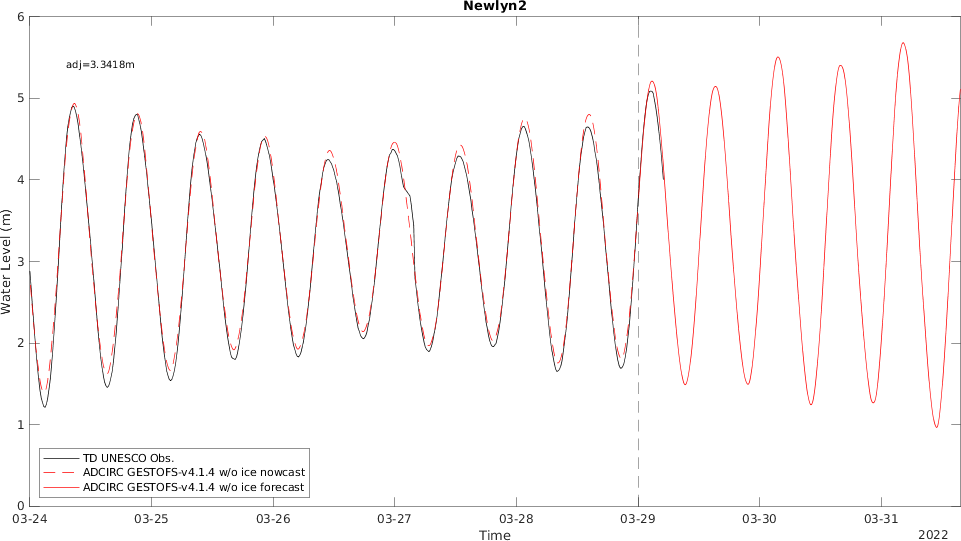 Newlyn2
adj=3.3418m
6
5
4
3
2
1
0
Water Level (m)
TD UNESCO Obs.
ADCIRC GESTOFS-v4.1.4 w/o ice nowcast
ADCIRC GESTOFS-v4.1.4 w/o ice forecast
03-24 03-25 03-26 03-27 03-28 03-29 03-30 03-31
Time
2022